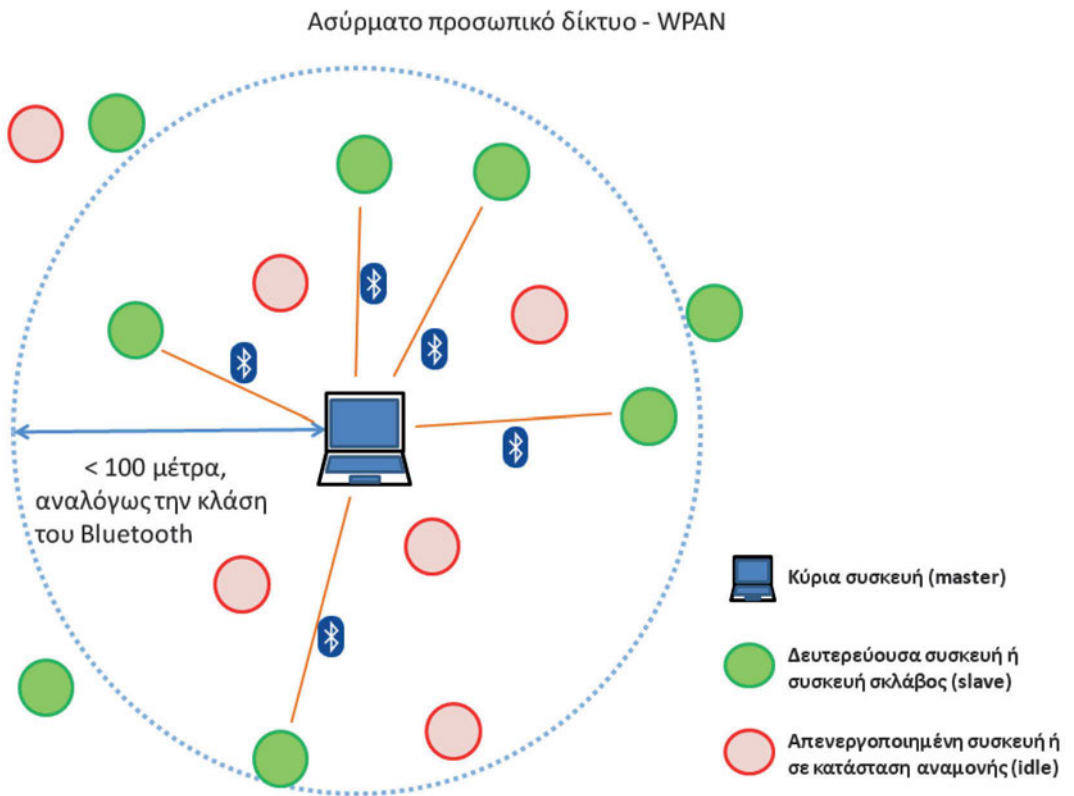 Ασύρματο προσωπικό δίκτυο - WPAN
< 100 μέτρα,
αναλόγως την κλάση
του Bluetooth
Κύρια συσκευή (master)
Δευτερεύουσα συσκευή ή
συσκευή σκλάβος (slave)
Απενεργοποιημένη συσκευή ή
σε κατάσταση αναμονής (idle)